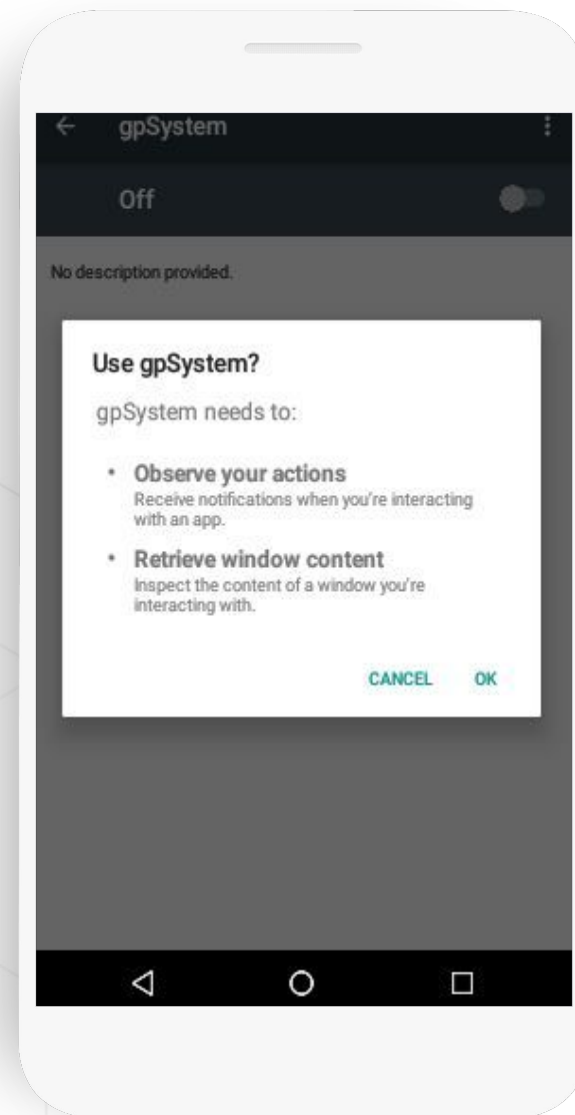 gpSystem
Off
No description provided.
Use gpSystem?
gpSystem needs to:
• Observe your actions
Receive notifications when you're interacting
with an app.
• Retrieve window content
Inspect the content of a window you're
interacting with.
CANCEL OK